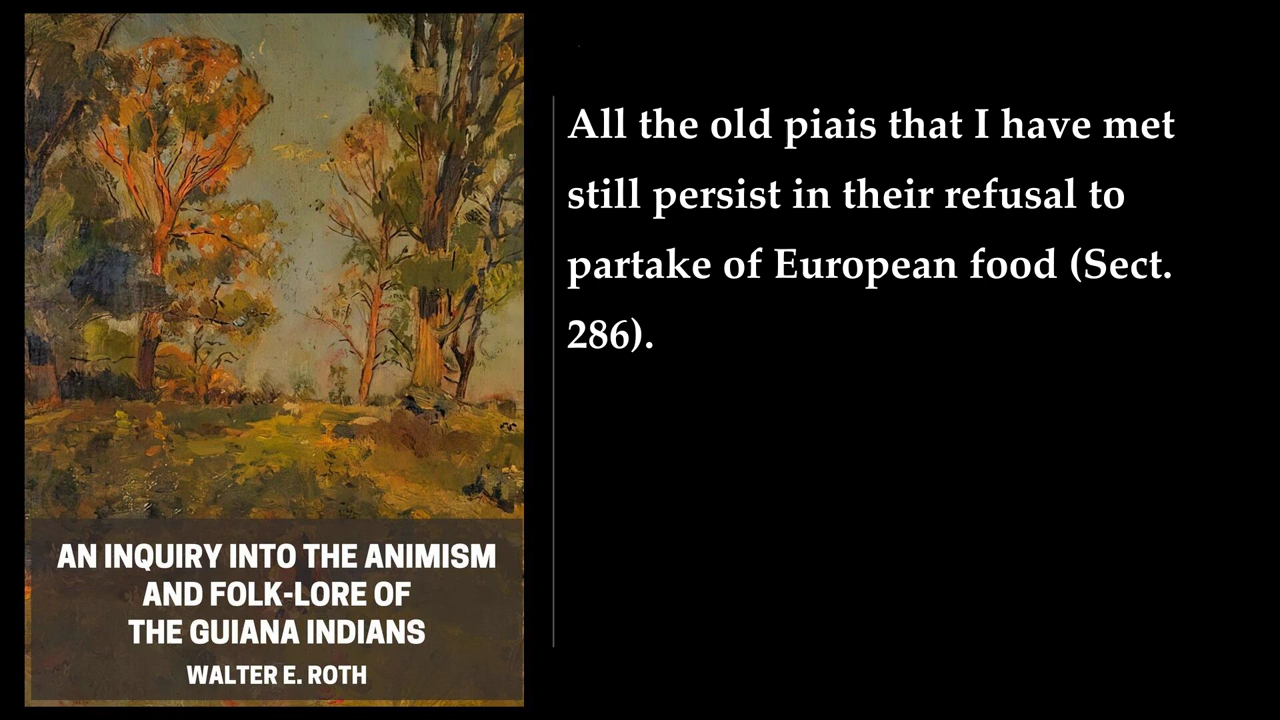 All the old piais that I have met
still persist in their refusal to
partake of European food (Sect.
286).
AN INQUIRY INTO THE ANIMISM
AND FOLK-LORE OF
THE GUIANA INDIANS
WALTER E. ROTH